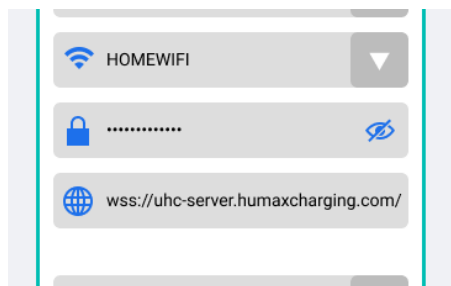 HOMEWIFI
•••••••••••••
wss://uhc-server.humaxcharging.com/